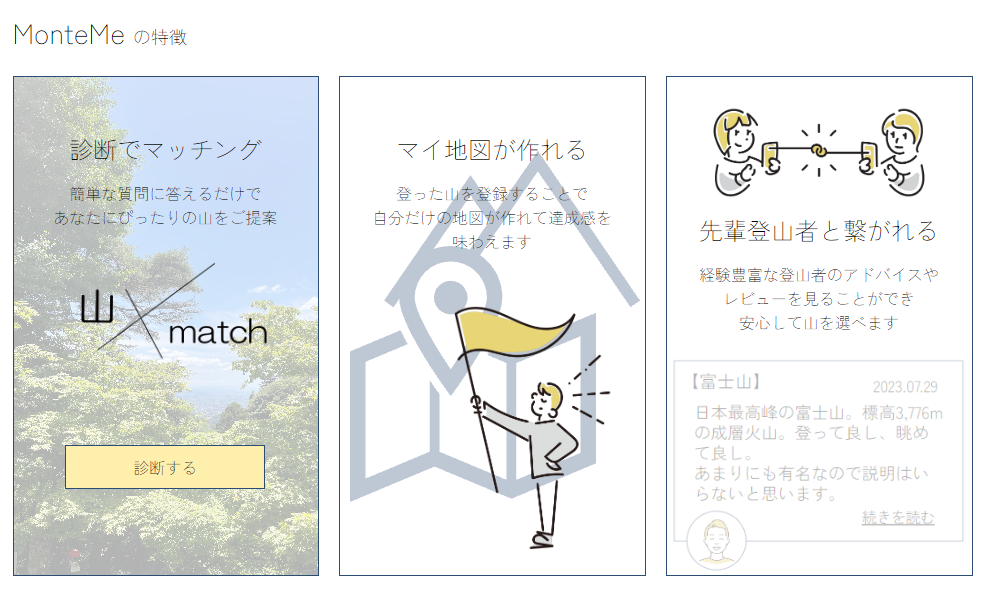 MonteMe の特徴
診断でマッチング
簡単な質問に答えるだけで
あなたにぴったりの山をご提案
山
match
診断する
マイ地図が作れる
登った山を登録することで
自分だけの地図が作れて達成感を
味わえます
先輩登山者と繋がれる
経験豊富な登山者のアドバイスや
レビューを見ることができ
安心して山を選べます
【富士山】
2023.07.29
日本最高峰の富士山。標高3,776m
の成層火山。登って良し、眺め
て良し。
あまりにも有名なので説明はい
らないと思います。
続きを読む